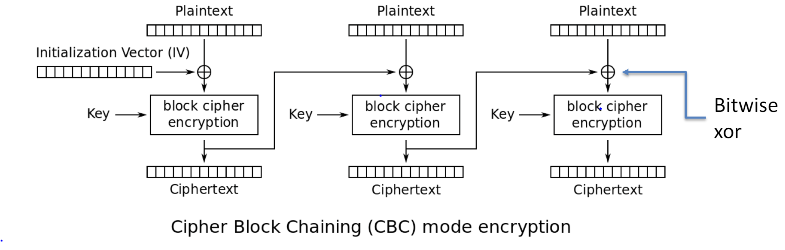 Plaintext
Plaintext
Plaintext
Initialization Vector (IV)
Key
block cipher
encryption
Key
block cipher
encryption
Key
block cipher
encryption
Bitwise
xor
Ciphertext
Ciphertext
Ciphertext
Cipher Block Chaining (CBC) mode encryption